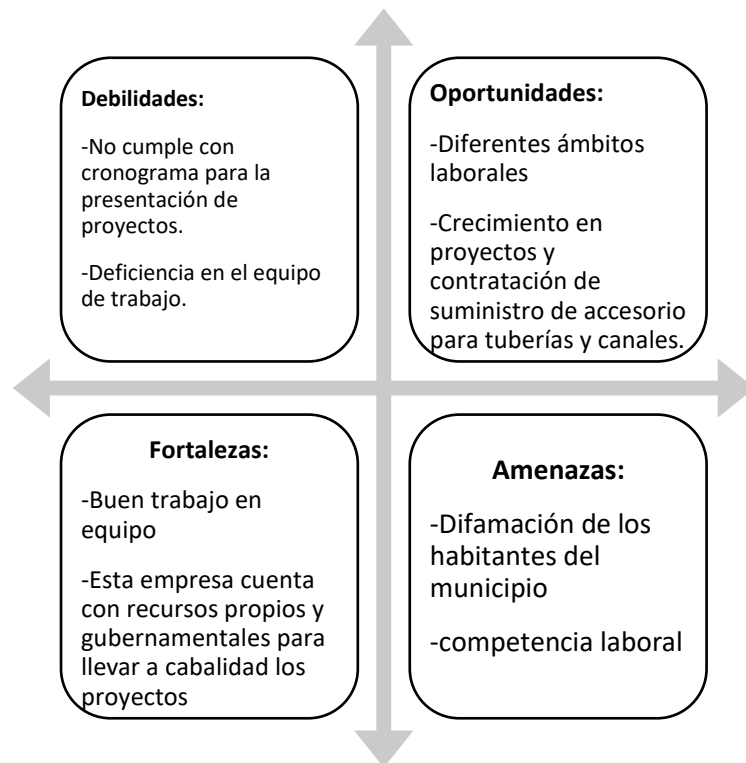 Debilidades:
-No cumple con
cronograma para la
presentación de
proyectos.
-Deficiencia en el equipo
de trabajo.
Oportunidades:
-Diferentes ámbitos
laborales
-Crecimiento en
proyectos y
contratación de
suministro de accesorio
para tuberías y canales.
Fortalezas:
-Buen trabajo en
equipo
-Esta empresa cuenta
con recursos propios y
gubernamentales para
llevar a cabalidad los
proyectos
Amenazas:
-Difamación de los
habitantes del
municipio
-competencia laboral